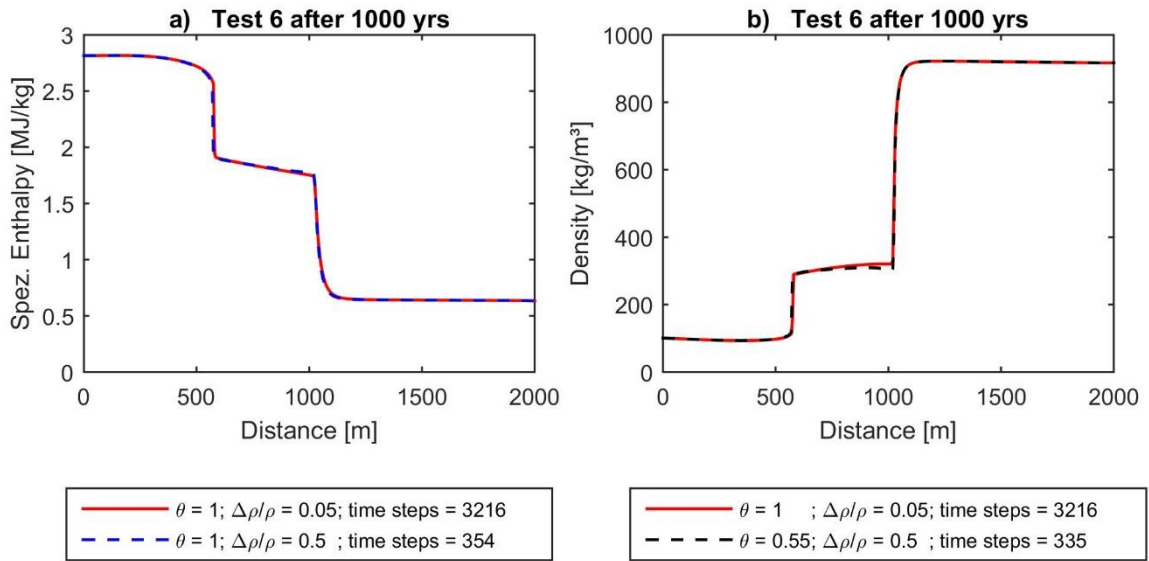 a) Test 6 after 1000 yrs
3
2.5
2
1.5
1
0.5
0
Spez. Enthalpy [MJ/kg]
0 500 1000 1500 2000
Distance [m]
θ = 1; Δρ/ρ = 0.05; time steps = 3216
θ = 1; Δρ/ρ = 0.5 ; time steps = 354
b) Test 6 after 1000 yrs
1000
800
600
400
200
0
Density [kg/m³]
0 500 1000 1500 2000
Distance [m]
θ = 1 ; Δρ/ρ = 0.05; time steps = 3216
θ = 0.55; Δρ/ρ = 0.5 ; time steps = 335